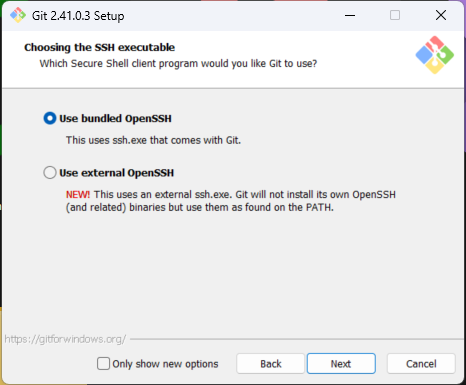 Git 2.41.0.3 Setup
Choosing the SSH executable
Which Secure Shell client program would you like Git to use?
Use bundled OpenSSH
This uses ssh.exe that comes with Git.
Use external OpenSSH
NEW! This uses an external ssh.exe. Git will not install its own OpenSSH
(and related) binaries but use them as found on the PATH.
https://gitforwindows.org/
Only show new options
Back
Next
Cancel